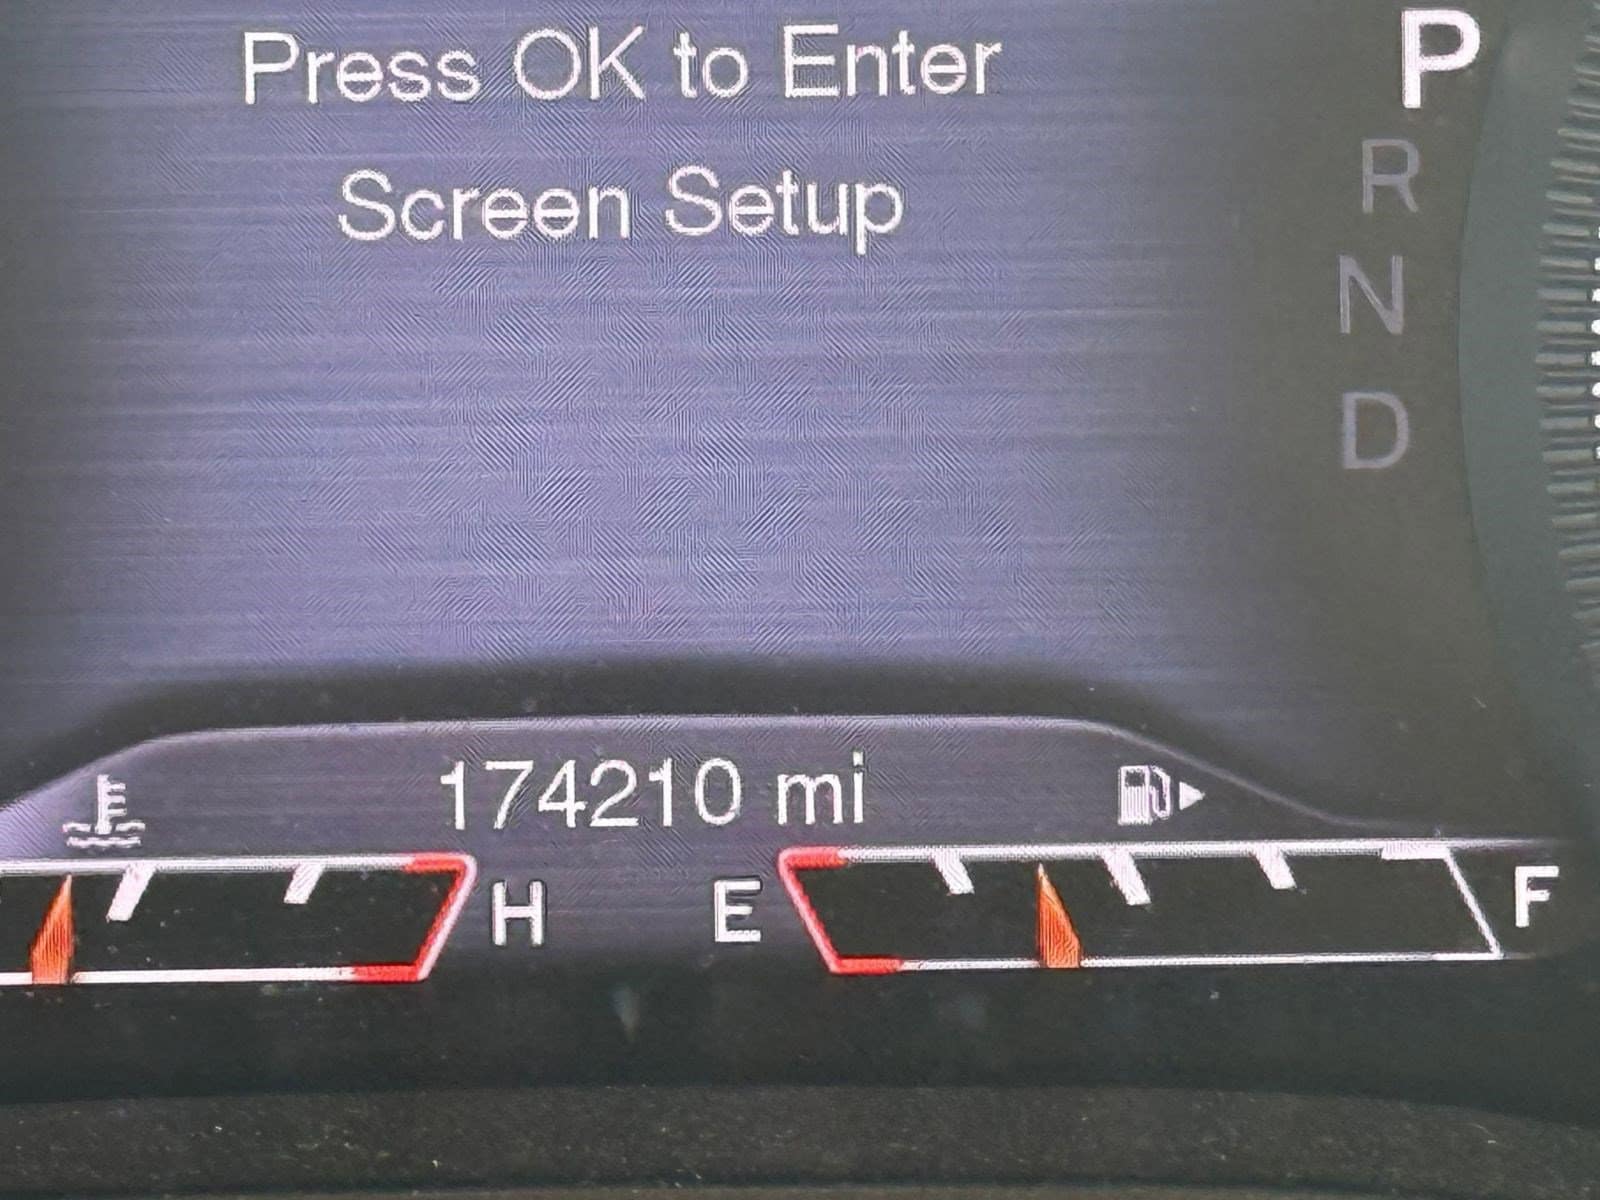 Press OK to Enter
Screen Setup
P
R
N
D
174210 mi
H
E
F